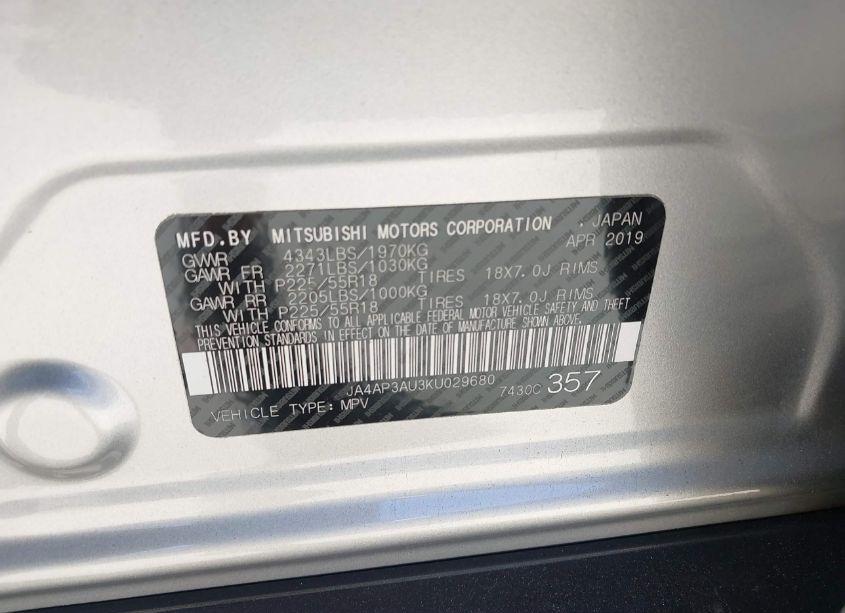 MFD.BY MITSUBISHI MOTORS CORPORATION . JAPAN
GVWR 4343LBS/1970KG APR 2019
GAWR FR 2271LBS/1030KG
WITH P225/55R18 TIRES 18X7.0J RIMS
GAWR RR 2205LBS/1000KG
WITH P225/55R18 TIRES 18X7.0J RIMS
THIS VEHICLE CONFORMS TO ALL APPLICABLE FEDERAL MOTOR VEHICLE SAFETY AND THEFT
PREVENTION STANDARDS IN EFFECT ON THE DATE OF MANUFACTURE SHOWN ABOVE.
JA4AP3AU3KU029680
VEHICLE TYPE: MPV 7430C 357